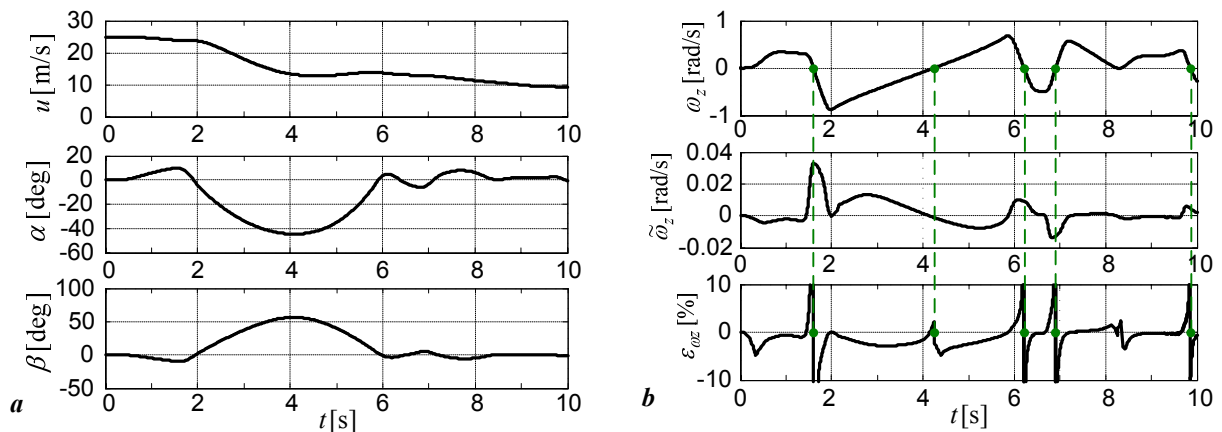 30
20
10
0
u [m/s]
0 2 4 6 8 10
20
0
-20
-40
-60
α [deg]
0 2 4 6 8 10
100
50
0
-50
β [deg]
0 2 4 6 8 10
t [s]
a
1
0
-1
ω_z [rad/s]
0 2 4 6 8 10
0.04
0.02
0
-0.02
ω̃_z [rad/s]
0 2 4 6 8 10
10
0
-10
ε_ωz [%]
0 2 4 6 8 10
t [s]
b